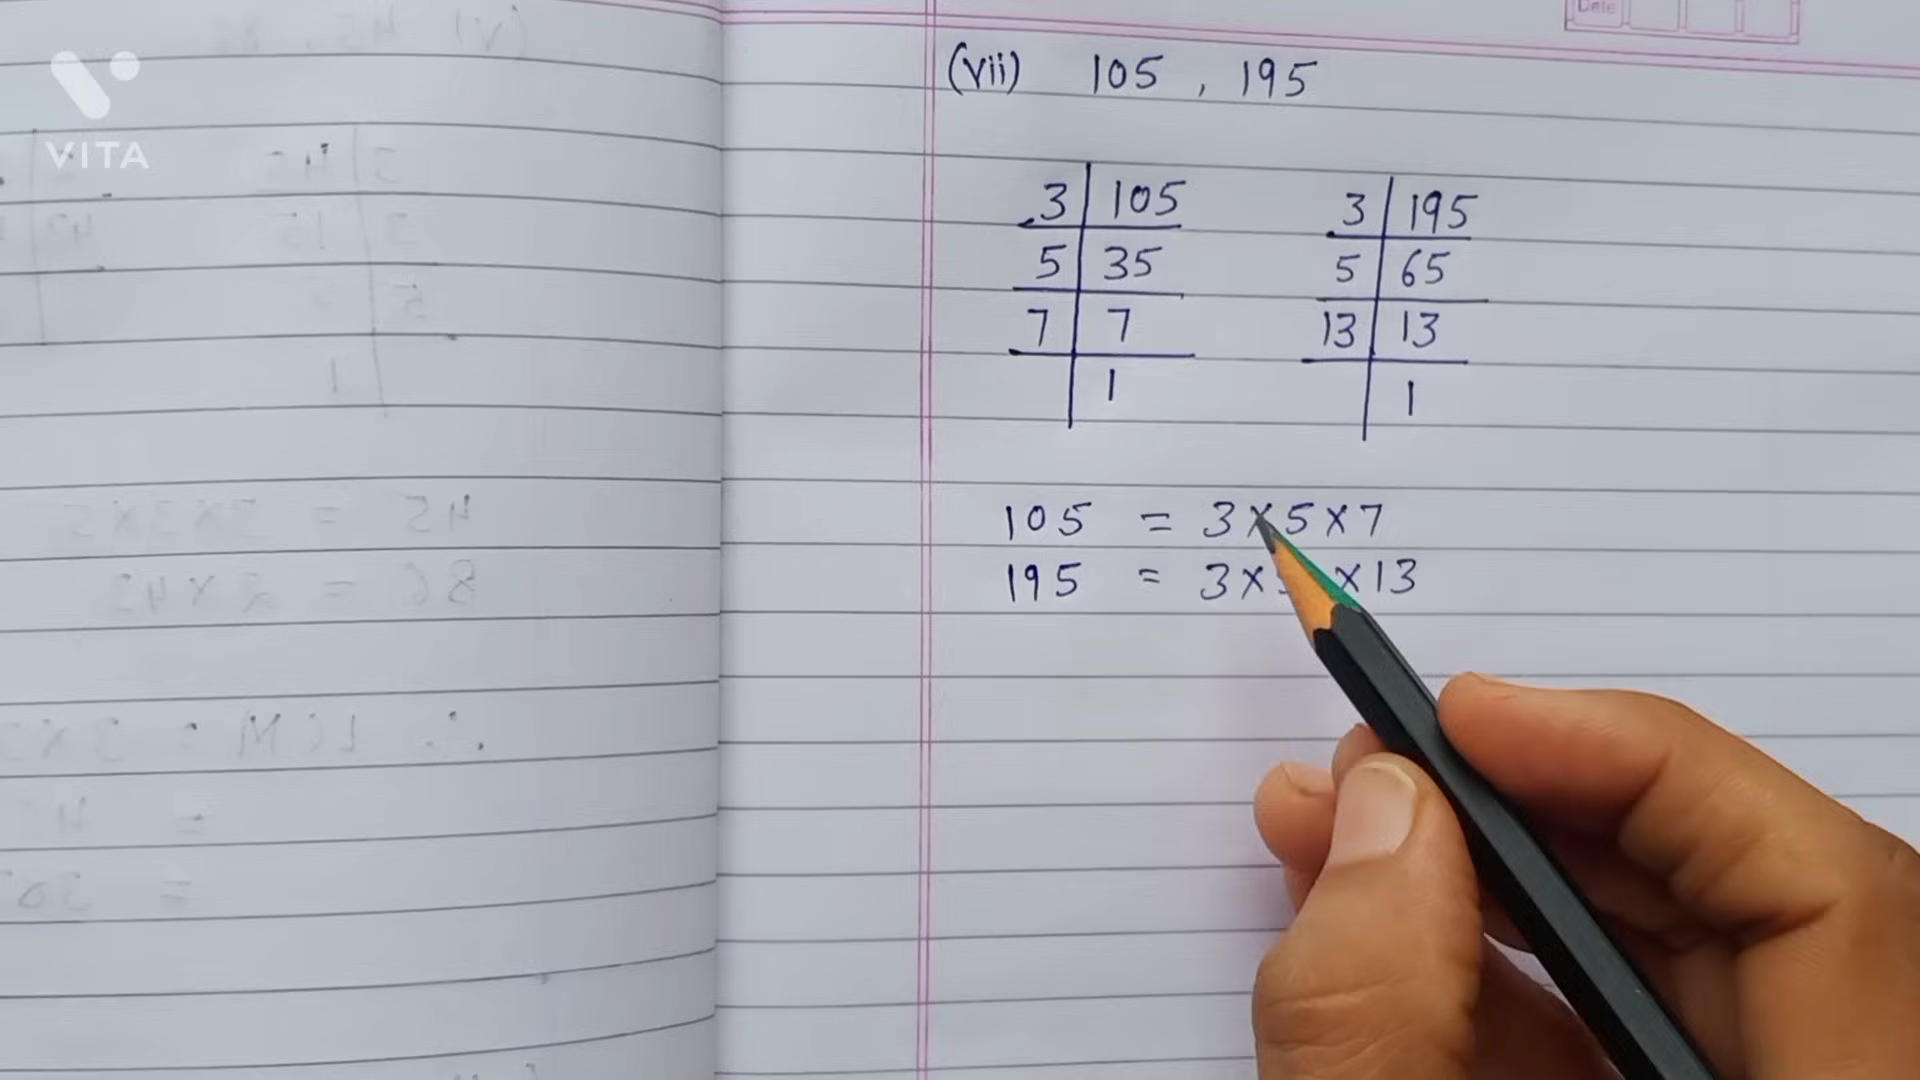 VITA
Date
(vii) 105 , 195
3 105 3 195
5 35 5 65
7 7 13 13
1 1
105 = 3×5×7
195 = 3× ×13